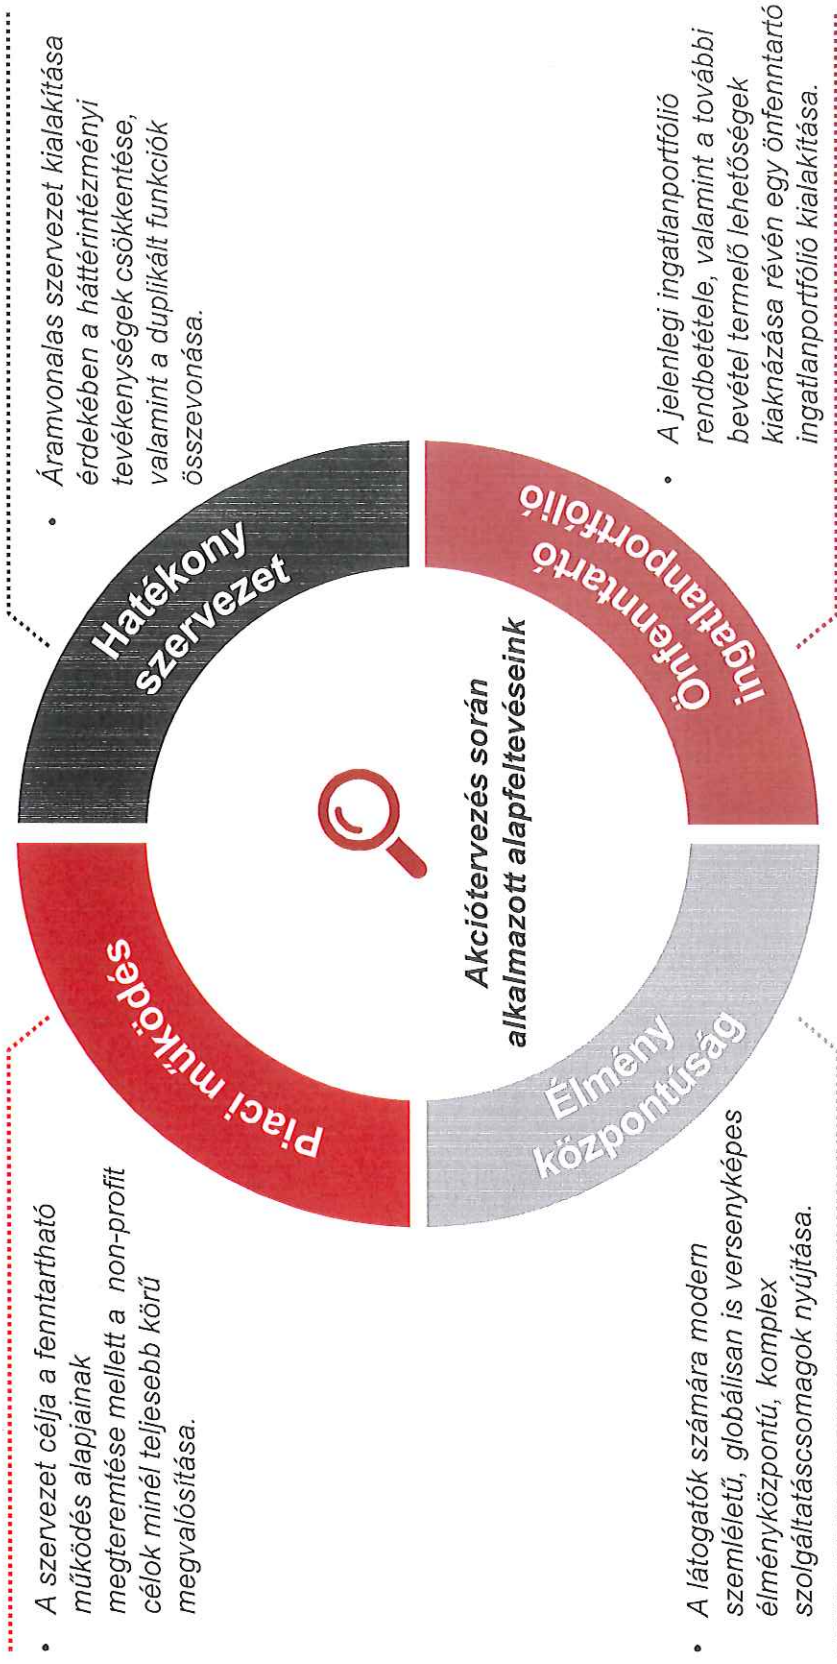 • A szervezet célja a fenntartható
működés alapjainak
megteremtése mellett a non-profit
célok minél teljesebb körű
megvalósítása.
Piaci működés
Hatékony
szervezet
• Áramvonalas szervezet kialakítása
érdekében a háttérintézményi
tevékenységek csökkentése,
valamint a duplikált funkciók
összevonása.
Akciótervezés során
alkalmazott alapfeltevéseink
• A látogatók számára modern
szemléletű, globálisan is versenyképes
élményközpontú, komplex
szolgáltatáscsomagok nyújtása.
Élmény
központúság
Önfenntartó
ingatlanportfólió
• A jelenlegi ingatlanportfólió
rendbetétele, valamint a további
bevétel termelő lehetőségek
kiaknázása révén egy önfenntartó
ingatlanportfólió kialakítása.